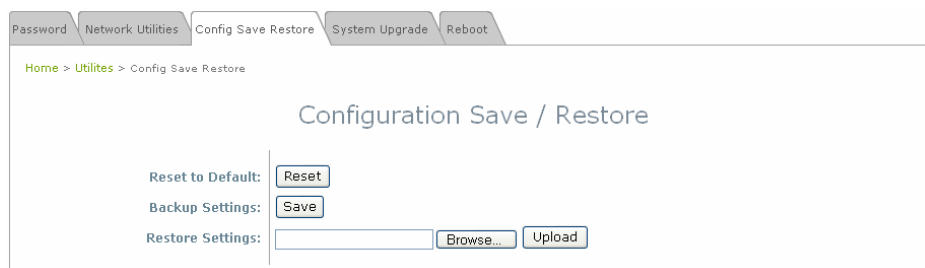 Password Network Utilities Config Save Restore System Upgrade Reboot
Home > Utilites > Config Save Restore
Configuration Save / Restore
Reset to Default: Reset
Backup Settings: Save
Restore Settings: Browse... Upload